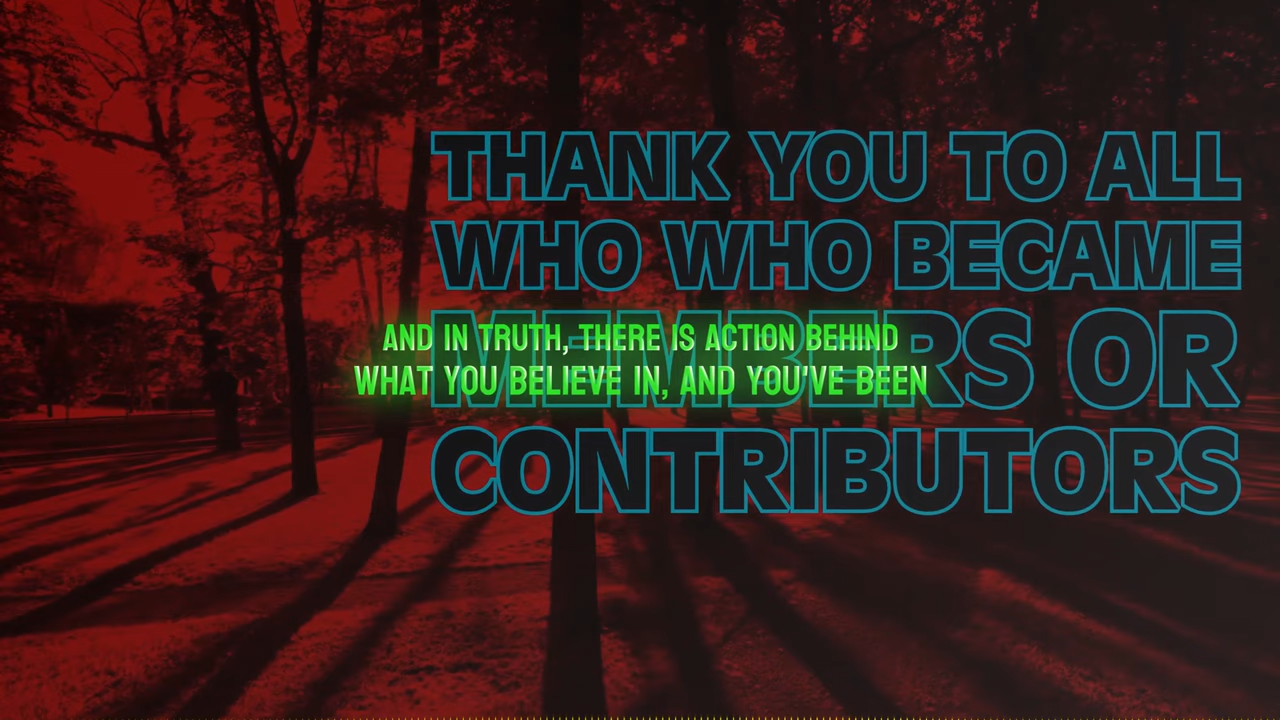 THANK YOU TO ALL
WHO WHO BECAME
MEMBERS OR
CONTRIBUTORS
AND IN TRUTH, THERE IS ACTION BEHIND
WHAT YOU BELIEVE IN, AND YOU'VE BEEN